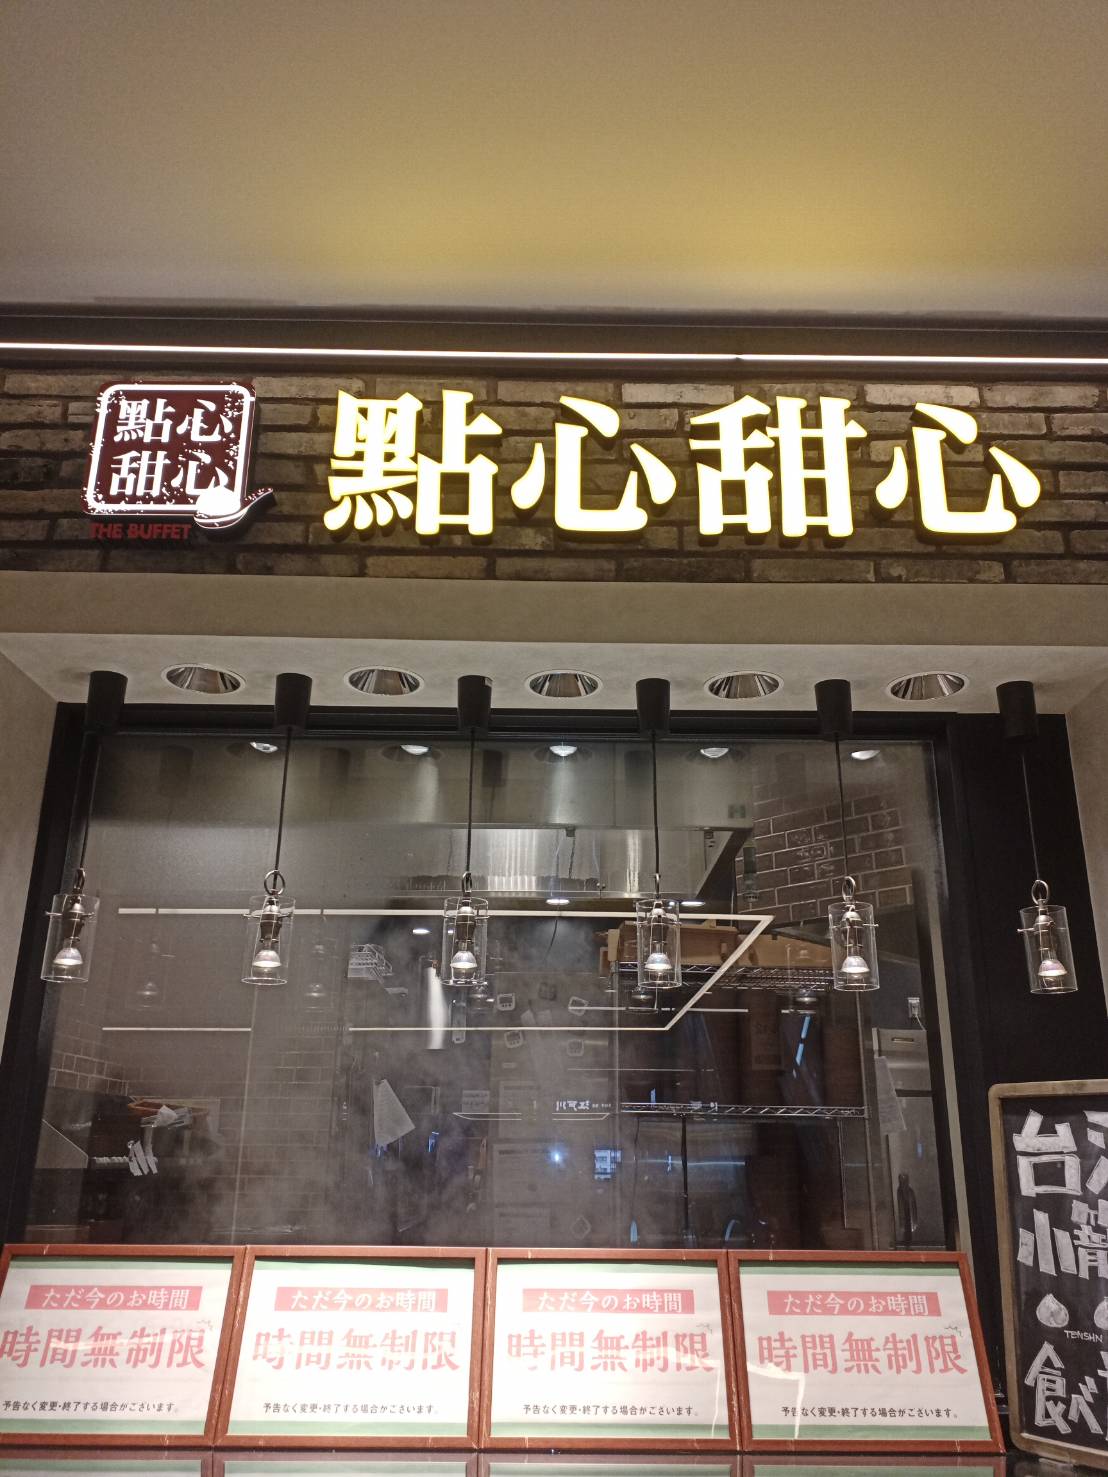 點心
甜心
THE BUFFET
點心甜心
ただ今のお時間
時間無制限
予告なく変更・終了する場合がございます。
ただ今のお時間
時間無制限
予告なく変更・終了する場合がございます。
ただ今のお時間
時間無制限
予告なく変更・終了する場合がございます。
ただ今のお時間
時間無制限
予告なく変更・終了する場合がございます。
台
小籠
TENSHN
食べ